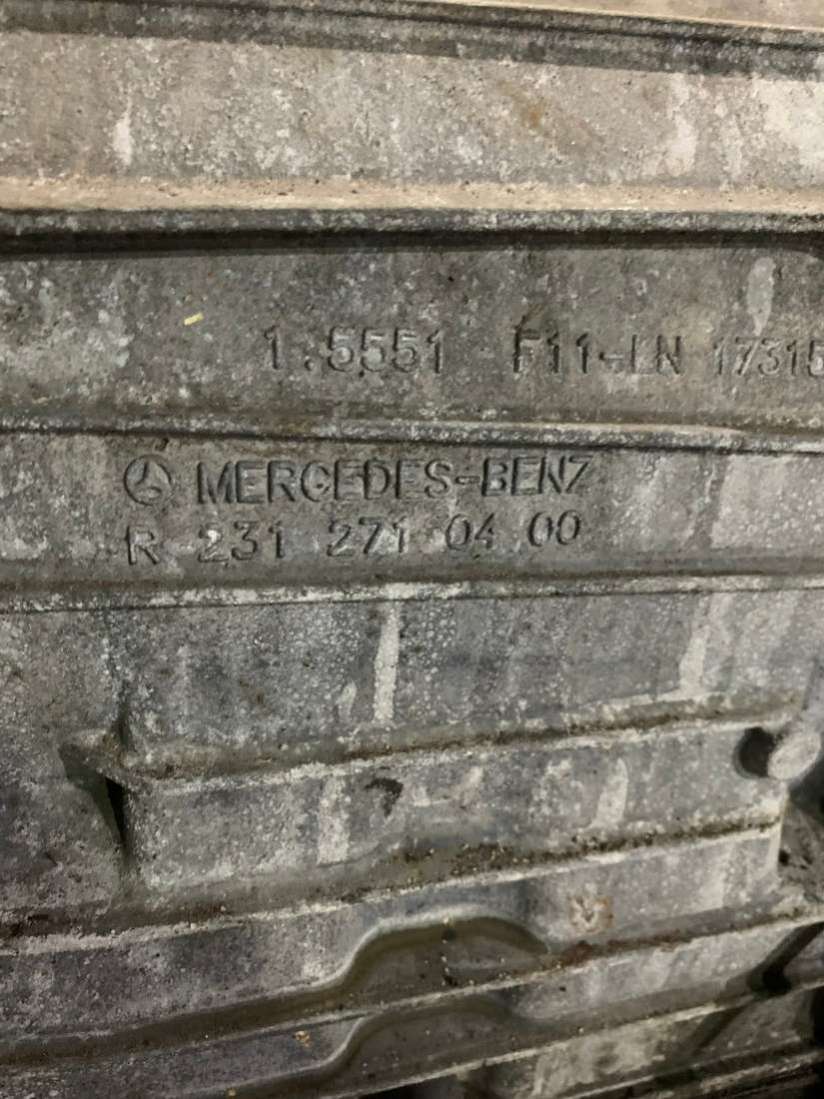 1.5551 F11-LN 17315
MERCEDES-BENZ
R 231 271 04 00